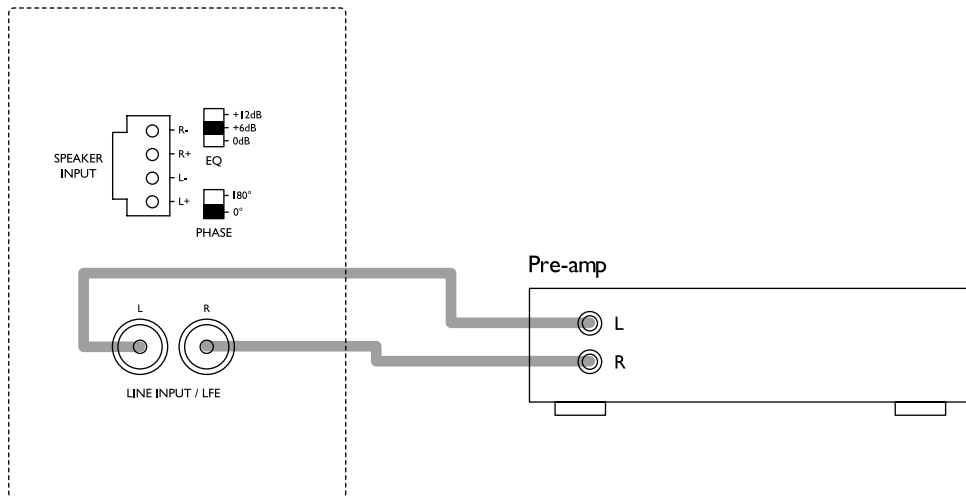 +12dB
+6dB
0dB
EQ
R-
R+
L-
L+
SPEAKER
INPUT
180°
0°
PHASE
Pre-amp
L
R
L R
LINE INPUT / LFE